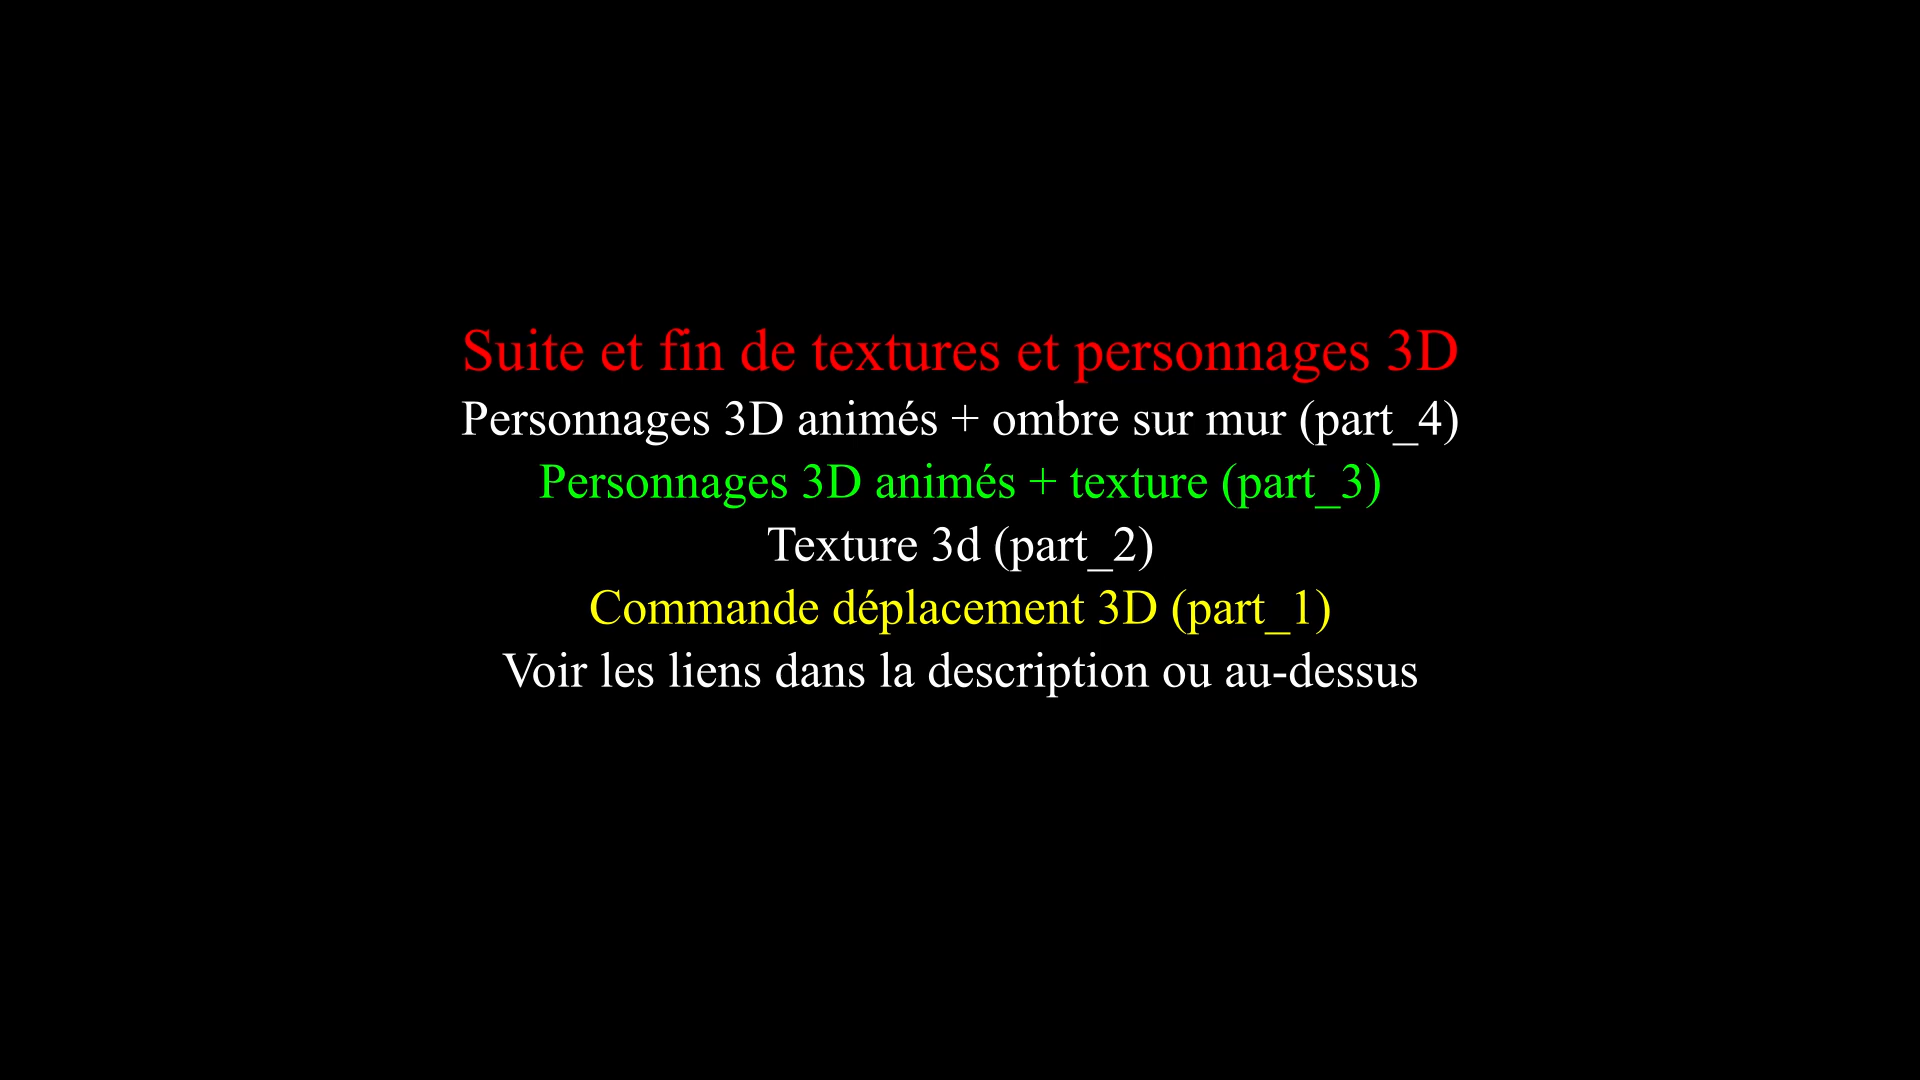 Suite et fin de textures et personnages 3D
Personnages 3D animés + ombre sur mur (part_4)
Personnages 3D animés + texture (part_3)
Texture 3d (part_2)
Commande déplacement 3D (part_1)
Voir les liens dans la description ou au-dessus